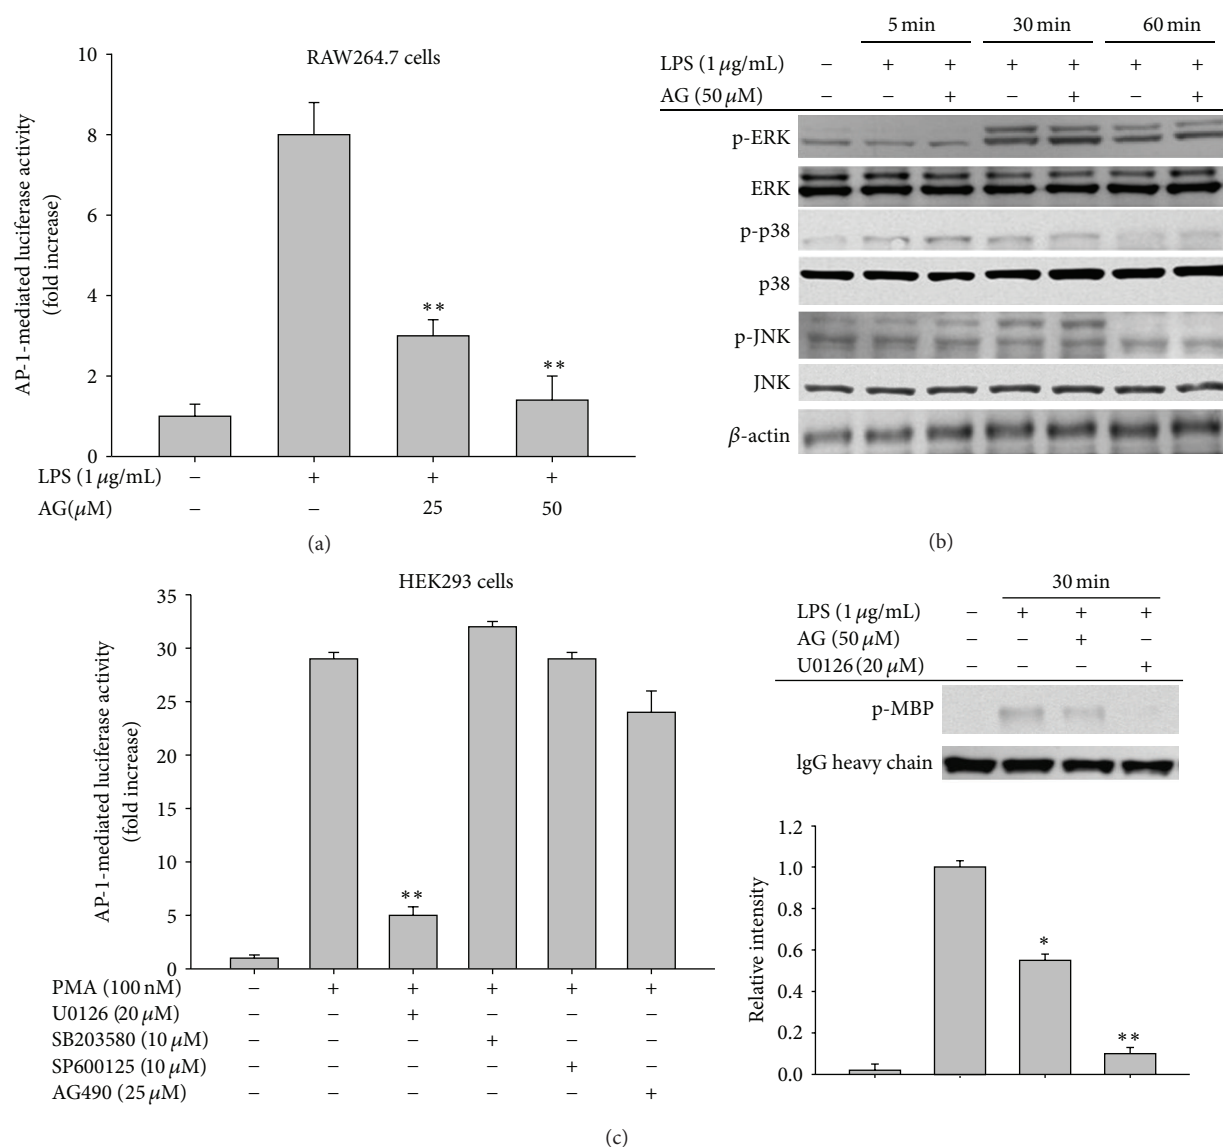 RAW264.7 cells
AP-1-mediated luciferase activity
(fold increase)
10
8
6
4
2
0
LPS (1 μg/mL) − + + +
AG(μM) − − 25 50
**
**
(a)
5 min 30 min 60 min
LPS (1 μg/mL) − + + + + + +
AG (50 μM) − − + − + − +
p-ERK
ERK
p-p38
p38
p-JNK
JNK
β-actin
(b)
HEK293 cells
AP-1-mediated luciferase activity
(fold increase)
35
30
25
20
15
10
5
0
**
PMA (100 nM) − + + + + +
U0126 (20 μM) − − + − − −
SB203580 (10 μM) − − − + − −
SP600125 (10 μM) − − − − + −
AG490 (25 μM) − − − − − +
30 min
LPS (1 μg/mL) − + + +
AG (50 μM) − − + −
U0126 (20 μM) − − − +
p-MBP
IgG heavy chain
Relative intensity
1.2
1.0
0.8
0.6
0.4
0.2
0.0
*
**
(c)